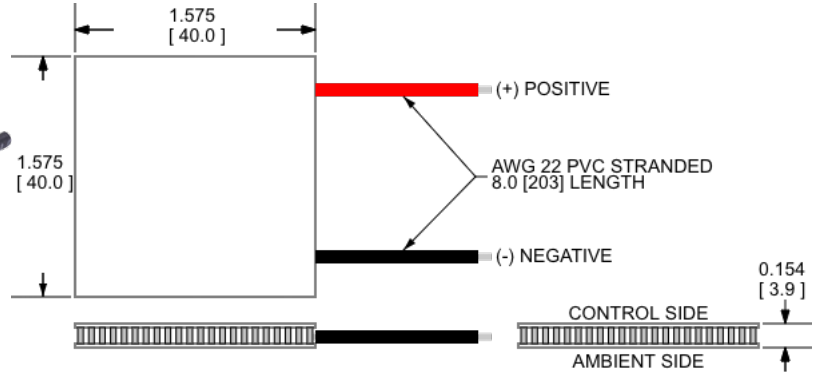 1.575
[ 40.0 ]
(+) POSITIVE
1.575
[ 40.0 ]
AWG 22 PVC STRANDED
8.0 [203] LENGTH
(-) NEGATIVE
0.154
[ 3.9 ]
CONTROL SIDE
AMBIENT SIDE